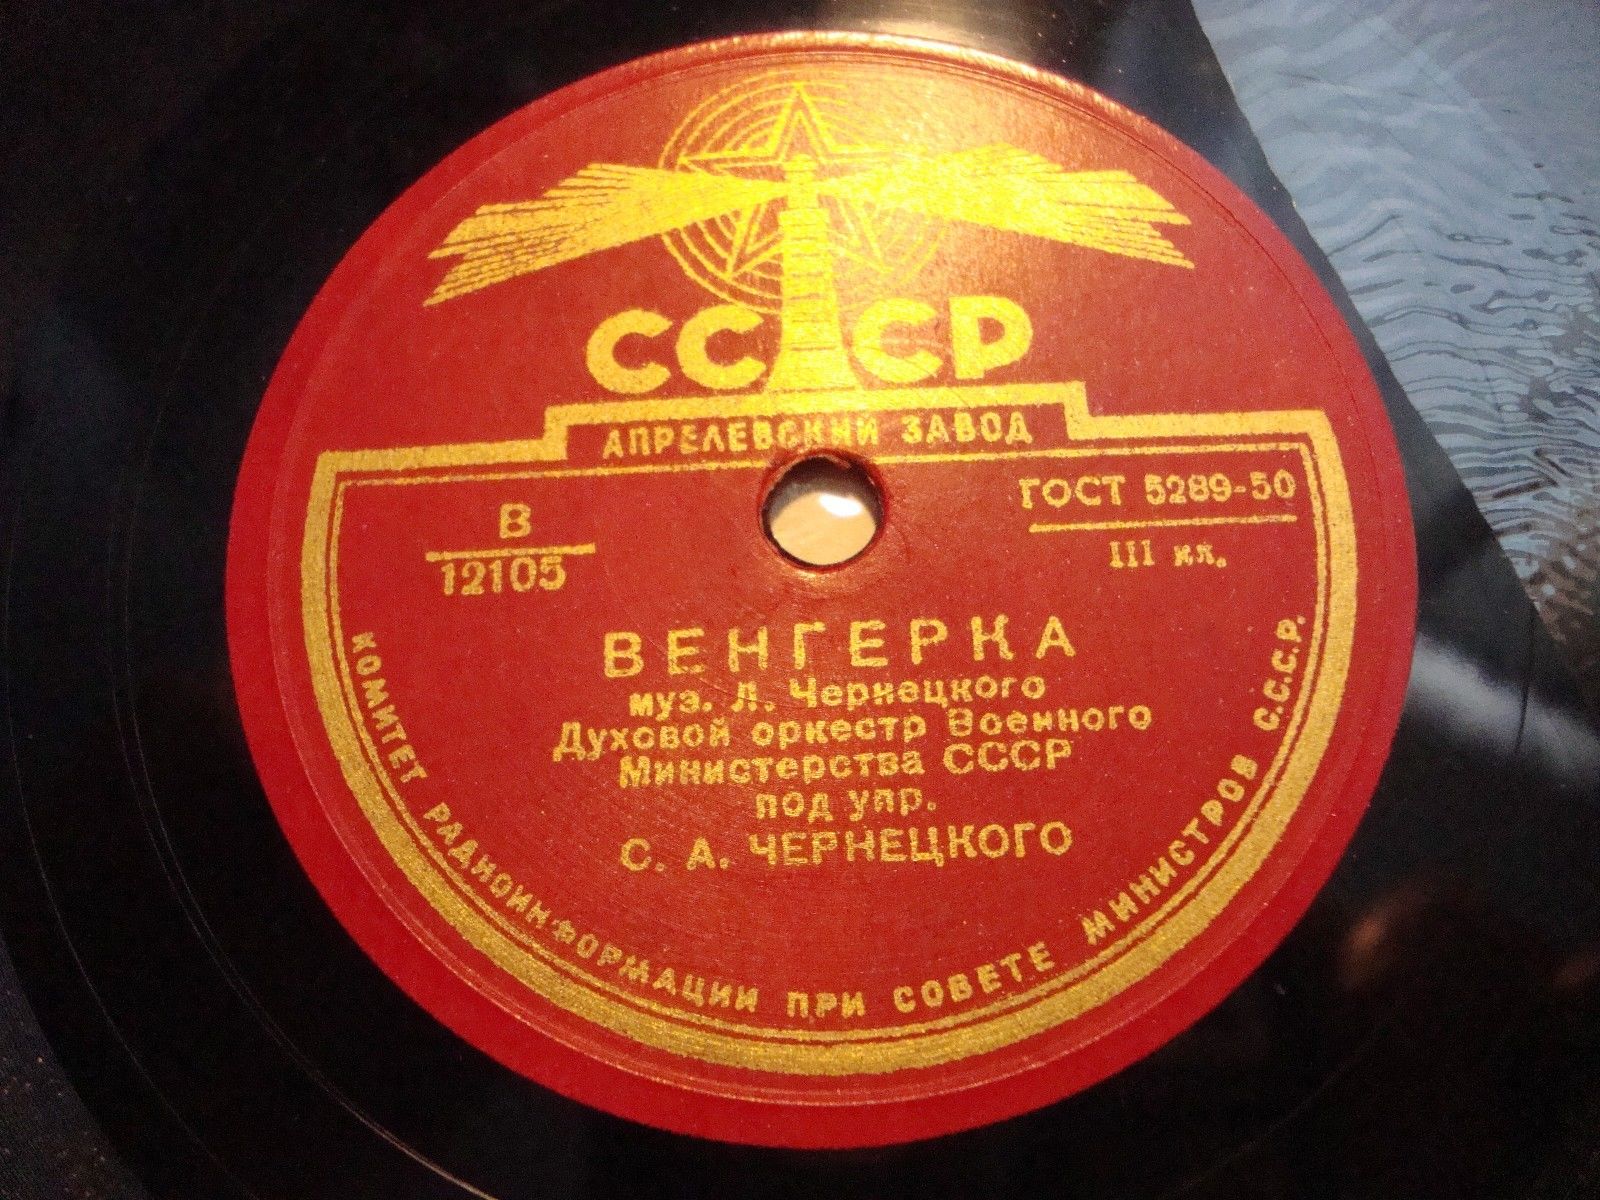 СССР
АПРЕЛЕВСКИЙ ЗАВОД
В
12105
ГОСТ 5289-50
III кл.
ВЕНГЕРКА
муз. Л. Чернецкого
Духовой оркестр Военного
Министерства СССР
под упр.
С. А. ЧЕРНЕЦКОГО
КОМИТЕТ РАДИОИНФОРМАЦИИ ПРИ СОВЕТЕ МИНИСТРОВ С.С.С.Р.